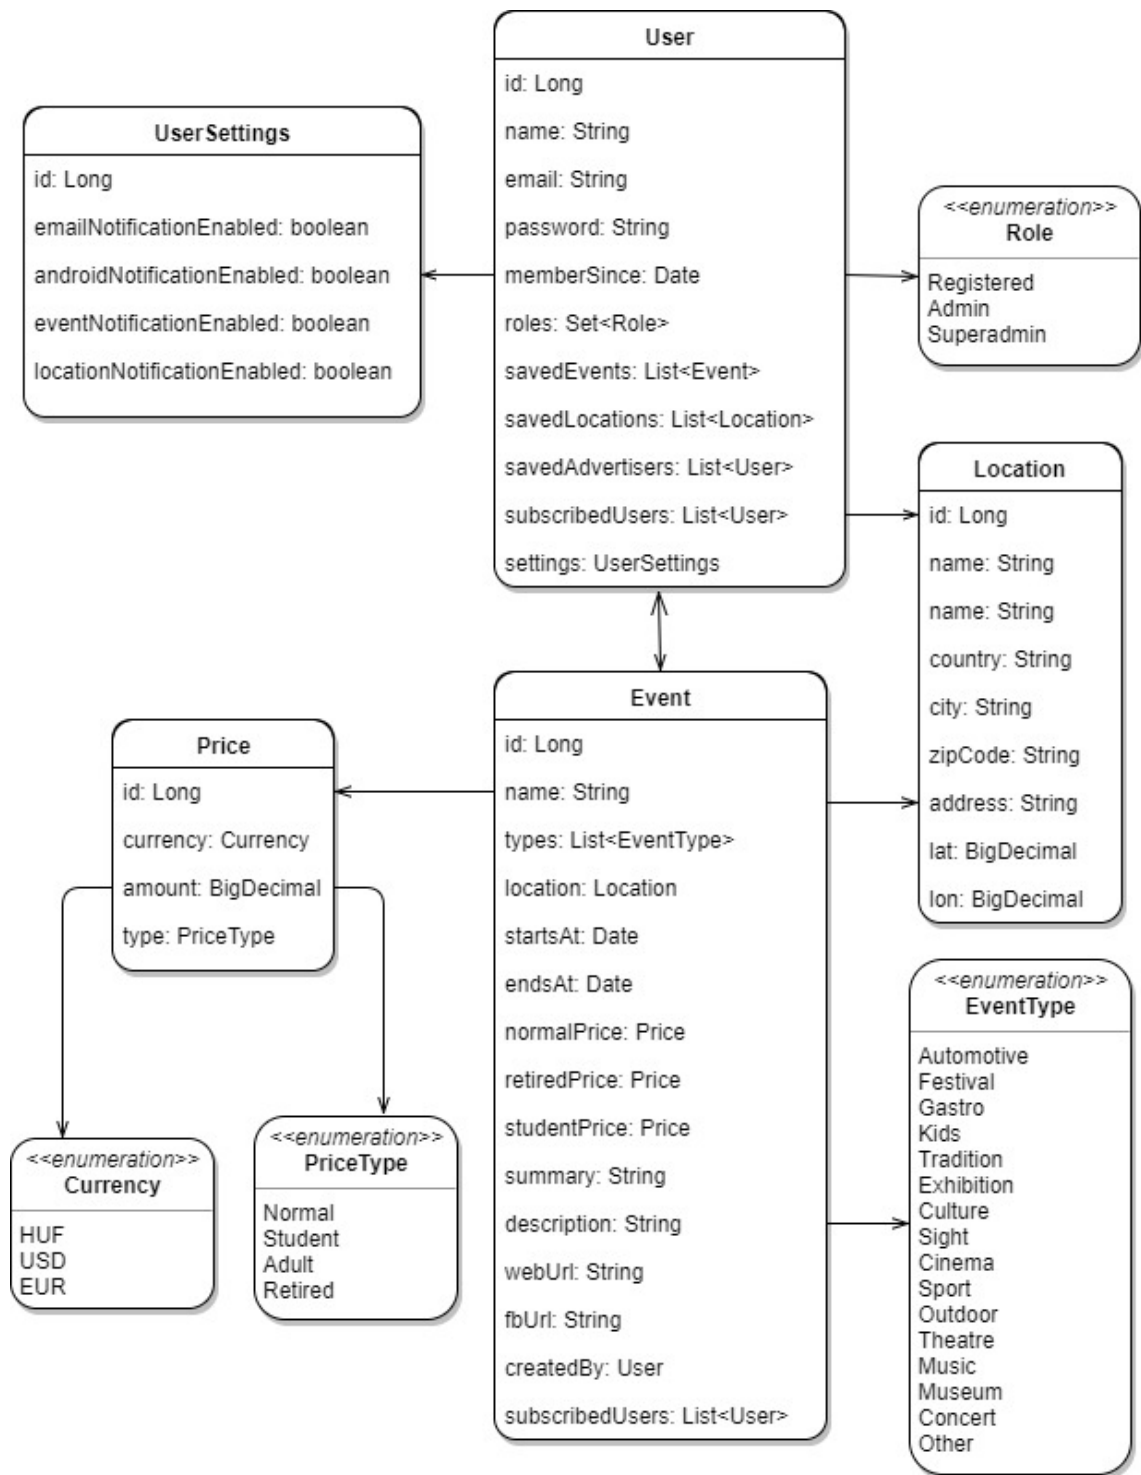 User
id: Long
name: String
email: String
password: String
memberSince: Date
roles: Set<Role>
savedEvents: List<Event>
savedLocations: List<Location>
savedAdvertisers: List<User>
subscribedUsers: List<User>
settings: UserSettings
UserSettings
id: Long
emailNotificationEnabled: boolean
androidNotificationEnabled: boolean
eventNotificationEnabled: boolean
locationNotificationEnabled: boolean
<<enumeration>>
Role
Registered
Admin
Superadmin
Location
id: Long
name: String
name: String
country: String
city: String
zipCode: String
address: String
lat: BigDecimal
lon: BigDecimal
Event
id: Long
name: String
types: List<EventType>
location: Location
startsAt: Date
endsAt: Date
normalPrice: Price
retiredPrice: Price
studentPrice: Price
summary: String
description: String
webUrl: String
fbUrl: String
createdBy: User
subscribedUsers: List<User>
Price
id: Long
currency: Currency
amount: BigDecimal
type: PriceType
<<enumeration>>
EventType
Automotive
Festival
Gastro
Kids
Tradition
Exhibition
Culture
Sight
Cinema
Sport
Outdoor
Theatre
Music
Museum
Concert
Other
<<enumeration>>
Currency
HUF
USD
EUR
<<enumeration>>
PriceType
Normal
Student
Adult
Retired